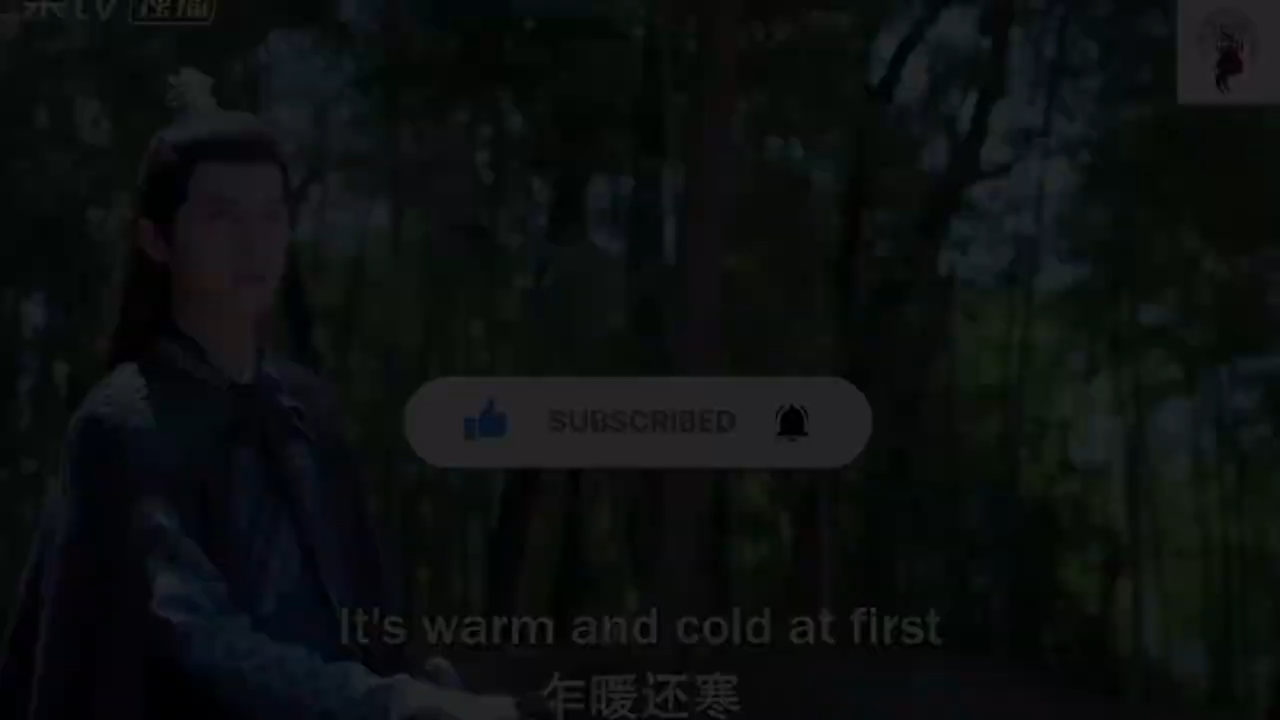 SUBSCRIBED
It's warm and cold at first
乍暖还寒